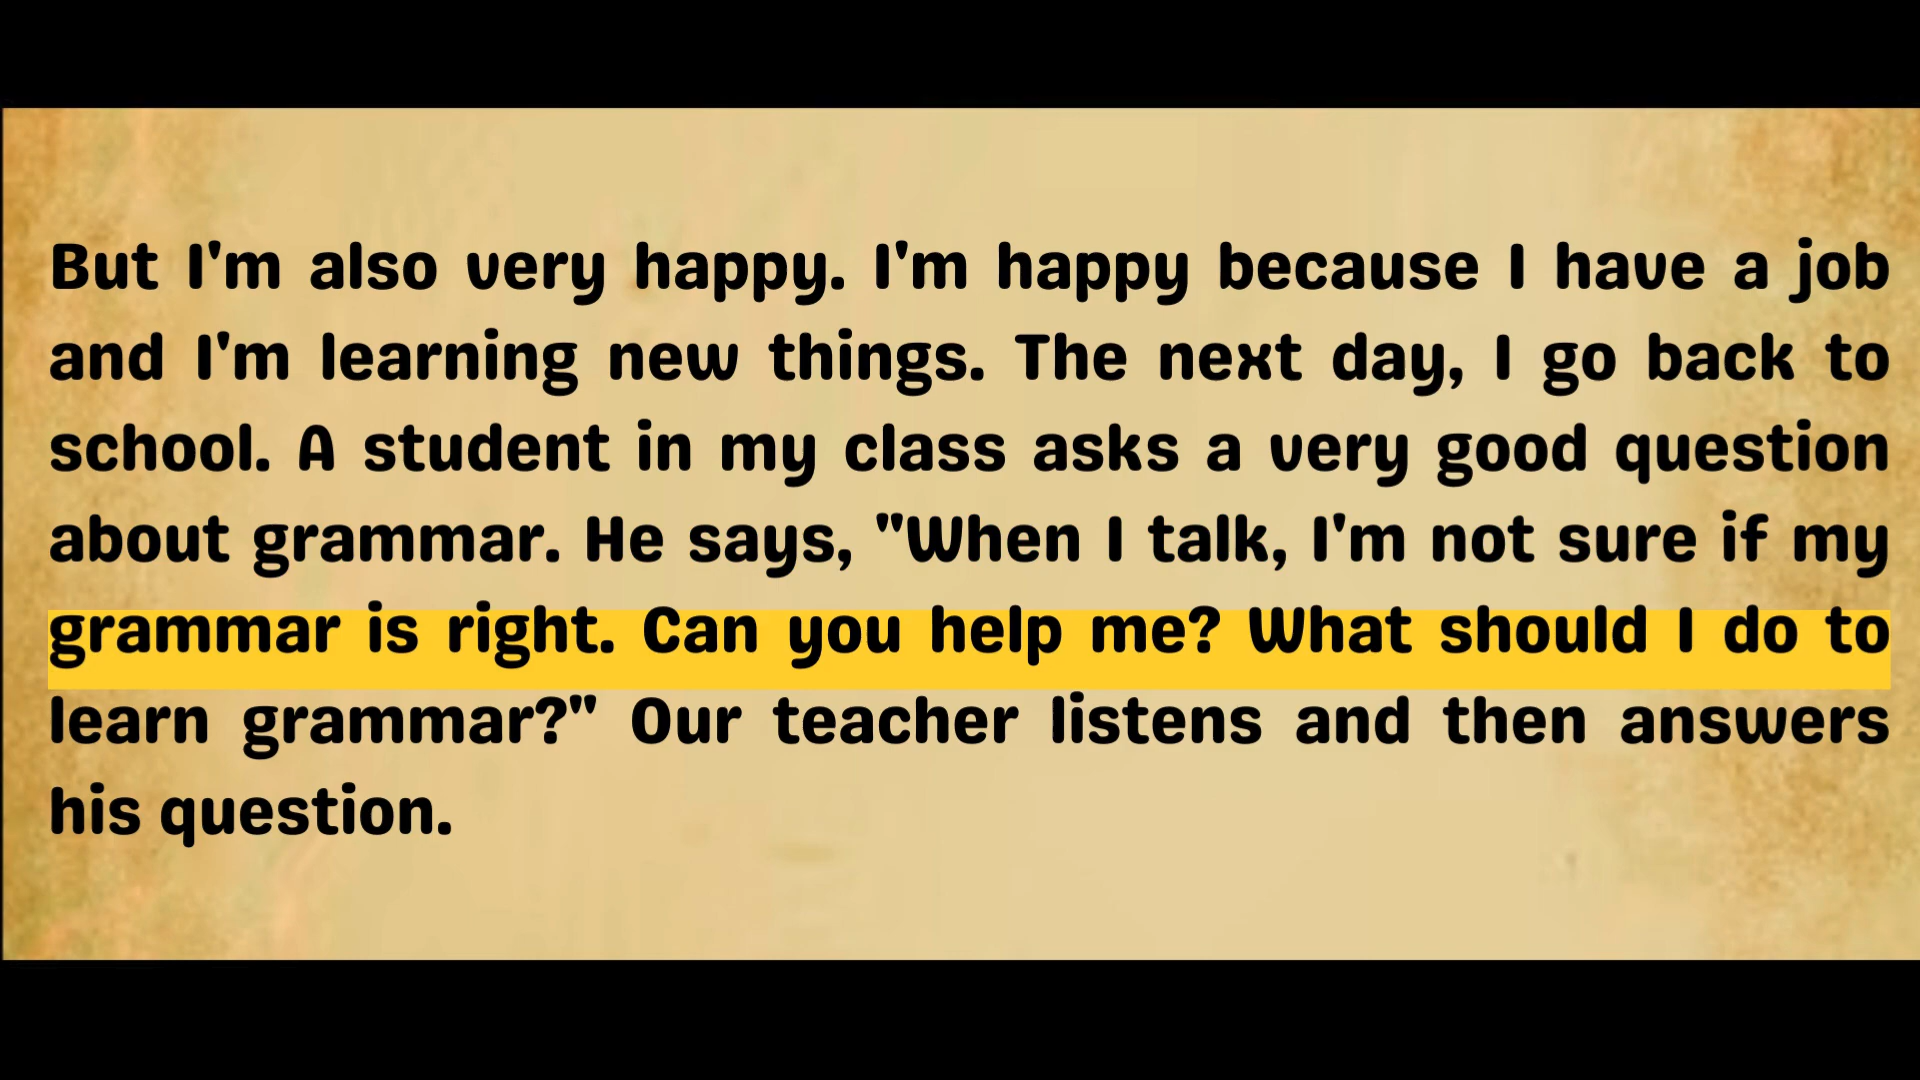 But I'm also very happy. I'm happy because I have a job
and I'm learning new things. The next day, I go back to
school. A student in my class asks a very good question
about grammar. He says, "When I talk, I'm not sure if my
grammar is right. Can you help me? What should I do to
learn grammar?" Our teacher listens and then answers
his question.